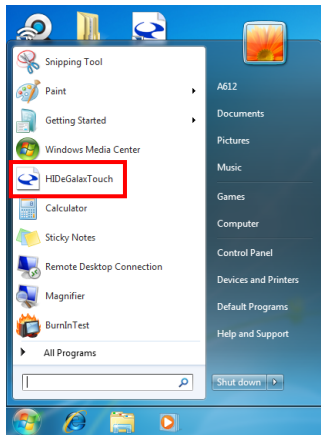 Snipping Tool
Paint
Getting Started
Windows Media Center
HIDeGalaxTouch
Calculator
Sticky Notes
Remote Desktop Connection
Magnifier
BurnInTest
All Programs
A612
Documents
Pictures
Music
Games
Computer
Control Panel
Devices and Printers
Default Programs
Help and Support
Shut down